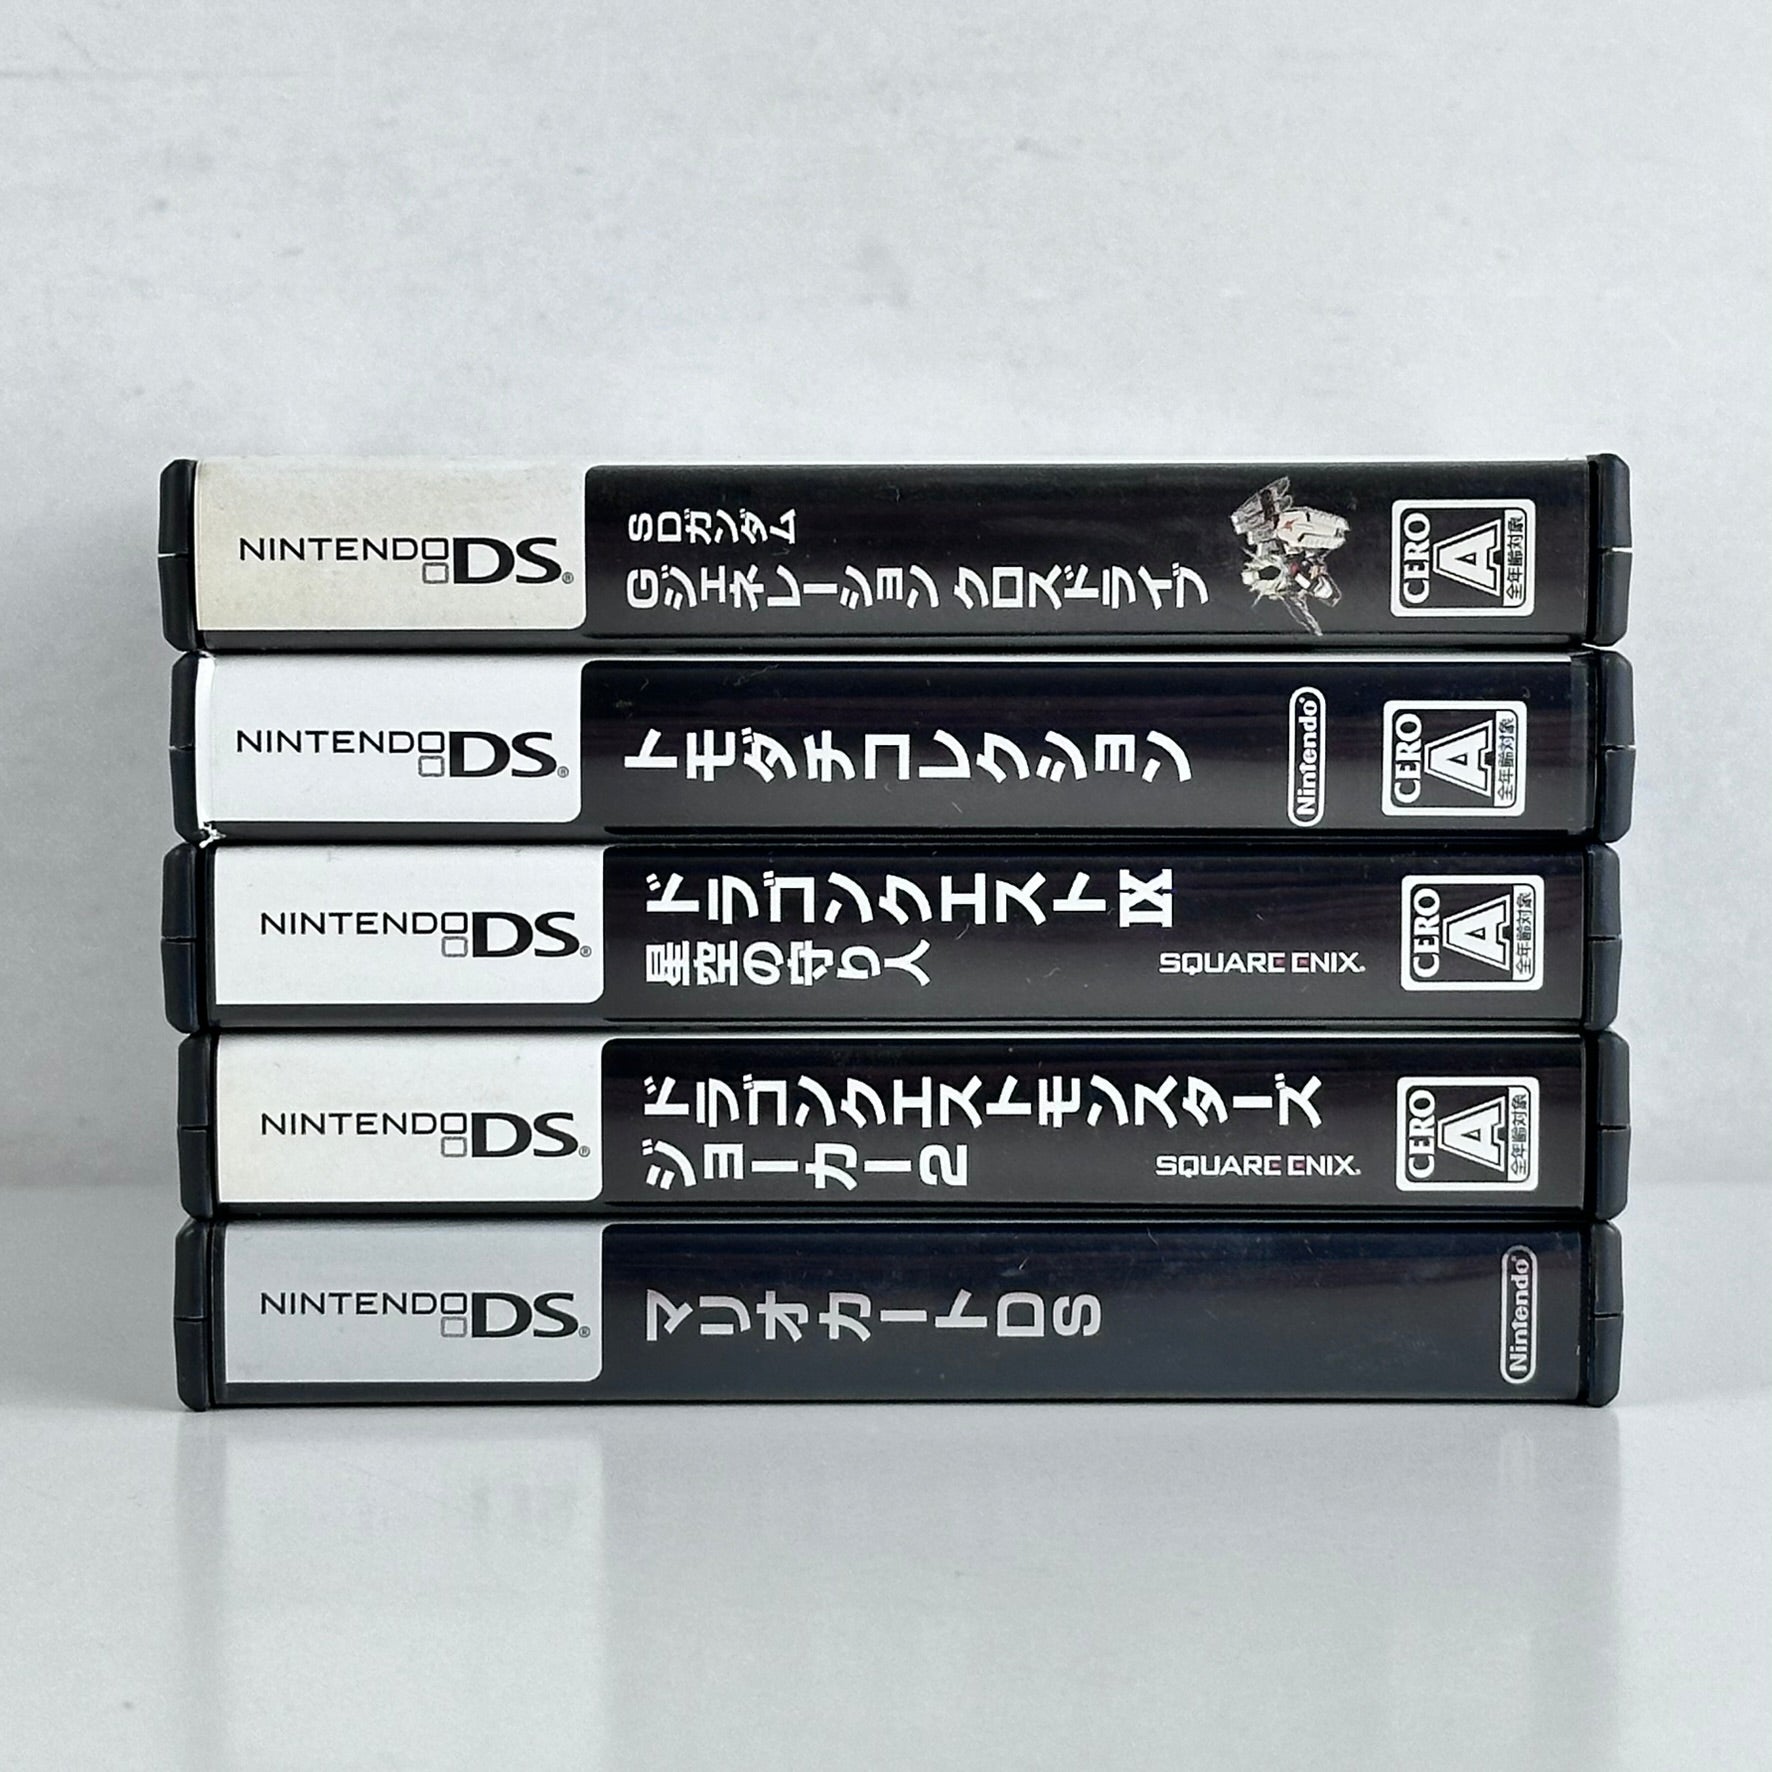 NINTENDO DS®
SDガンダム
Gジェネレーション クロスドライブ
CERO
A
全年齢対象
NINTENDO DS®
トモダチコレクション
Nintendo®
CERO
A
全年齢対象
NINTENDO DS®
ドラゴンクエストIX
星空の守り人
SQUARE ENIX®
CERO
A
全年齢対象
NINTENDO DS®
ドラゴンクエストモンスターズ
ジョーカー2
SQUARE ENIX®
CERO
A
全年齢対象
NINTENDO DS®
マリオカートDS
Nintendo®